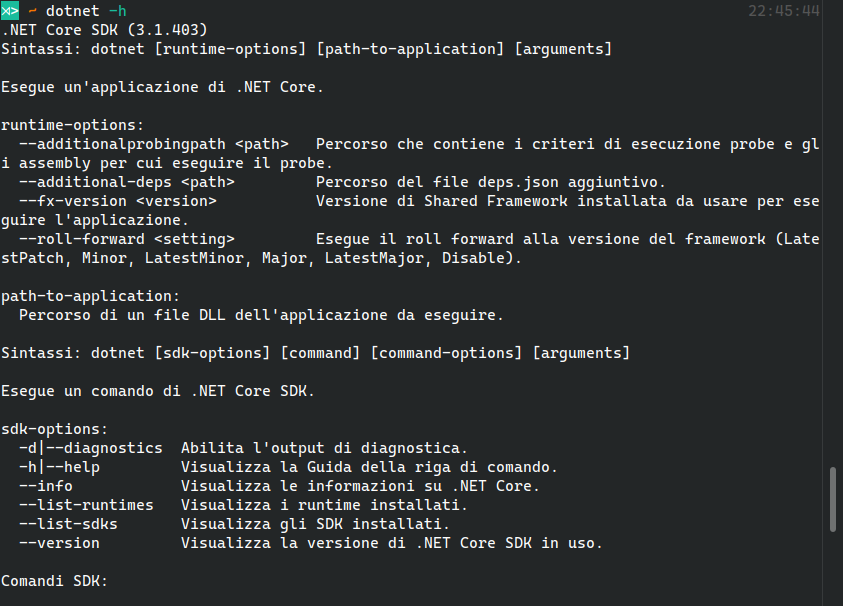 x> ~ dotnet -h 22:45:44
.NET Core SDK (3.1.403)
Sintassi: dotnet [runtime-options] [path-to-application] [arguments]
Esegue un'applicazione di .NET Core.
runtime-options:
--additionalprobingpath <path> Percorso che contiene i criteri di esecuzione probe e gl
i assembly per cui eseguire il probe.
--additional-deps <path> Percorso del file deps.json aggiuntivo.
--fx-version <version> Versione di Shared Framework installata da usare per ese
guire l'applicazione.
--roll-forward <setting> Esegue il roll forward alla versione del framework (Late
stPatch, Minor, LatestMinor, Major, LatestMajor, Disable).
path-to-application:
Percorso di un file DLL dell'applicazione da eseguire.
Sintassi: dotnet [sdk-options] [command] [command-options] [arguments]
Esegue un comando di .NET Core SDK.
sdk-options:
-d|--diagnostics Abilita l'output di diagnostica.
-h|--help Visualizza la Guida della riga di comando.
--info Visualizza le informazioni su .NET Core.
--list-runtimes Visualizza i runtime installati.
--list-sdks Visualizza gli SDK installati.
--version Visualizza la versione di .NET Core SDK in uso.
Comandi SDK: